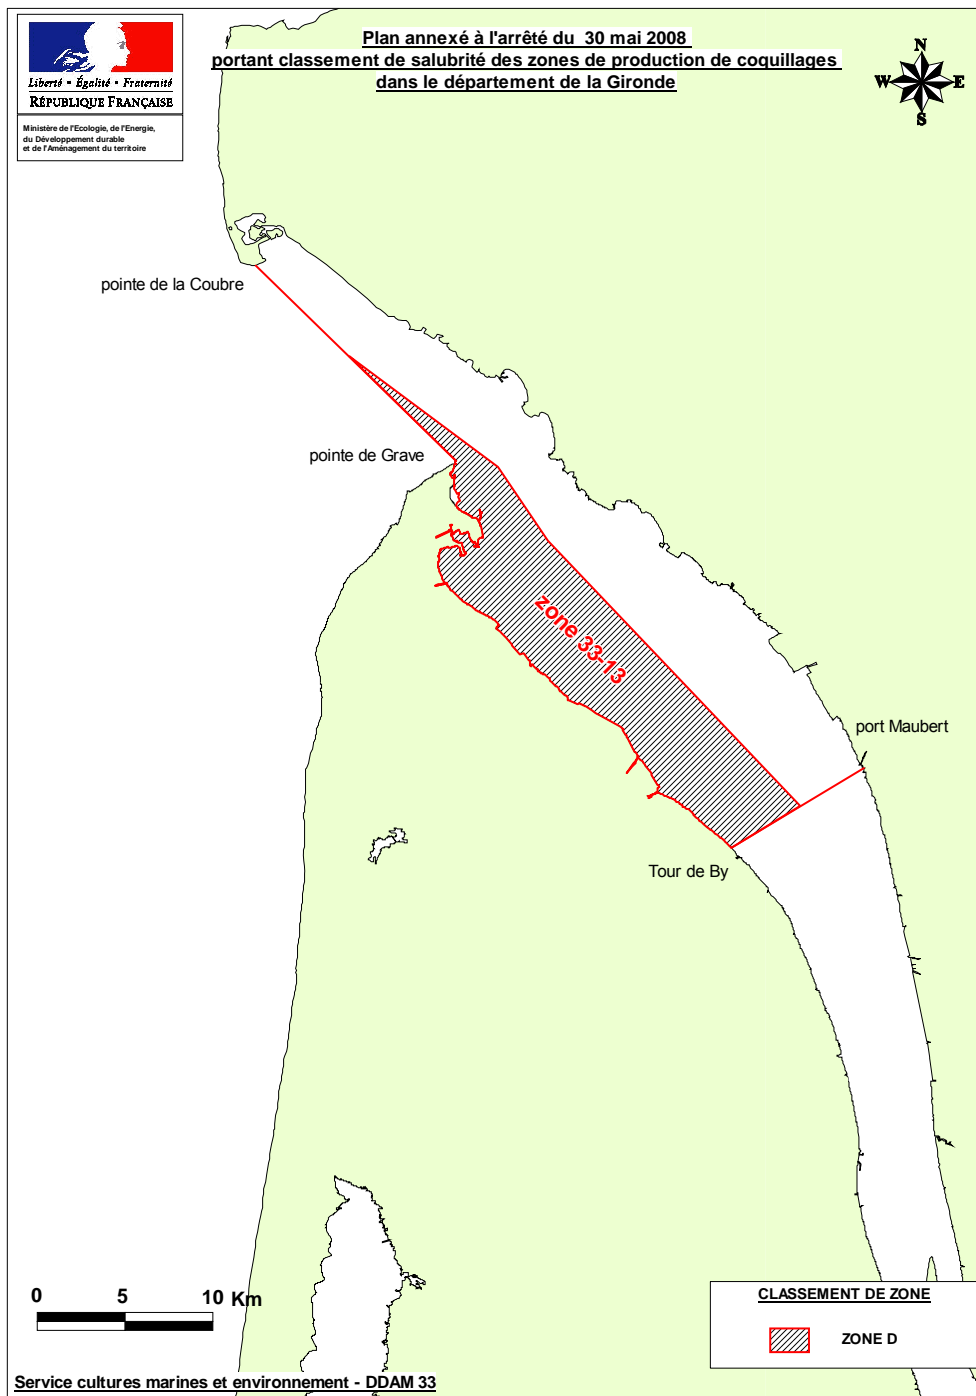 Plan annexé à l'arrêté du 30 mai 2008
portant classement de salubrité des zones de production de coquillages
dans le département de la Gironde
Liberté • Égalité • Fraternité
RÉPUBLIQUE FRANÇAISE
Ministère de l'Ecologie, de l'Energie,
du Développement durable
et de l'Aménagement du territoire
N
W E
S
pointe de la Coubre
pointe de Grave
zone 33-13
port Maubert
Tour de By
0 5 10 Km
CLASSEMENT DE ZONE
ZONE D
Service cultures marines et environnement - DDAM 33